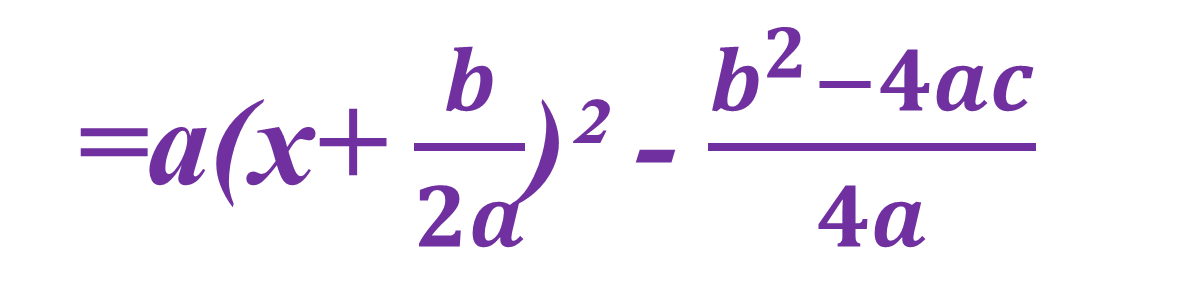 =a(x+ b/2a)² - b²−4ac/4a